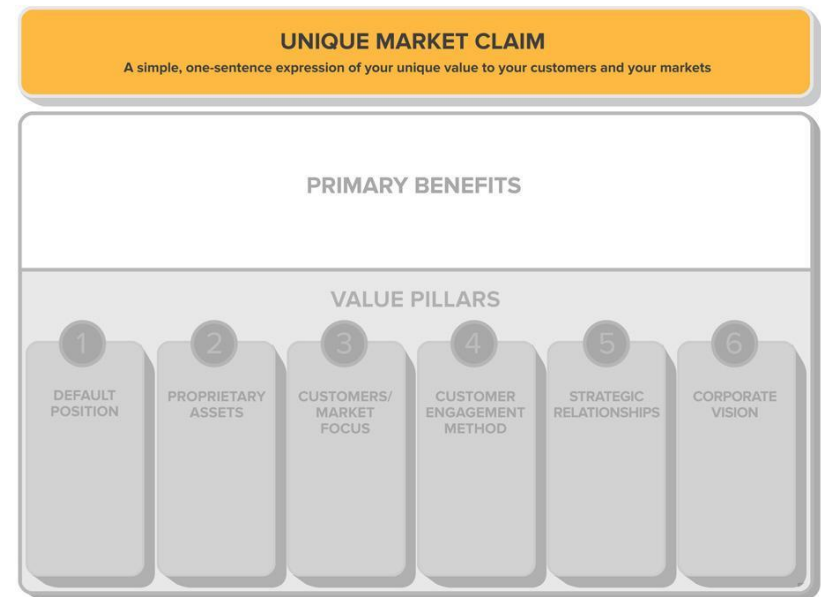 UNIQUE MARKET CLAIM
A simple, one-sentence expression of your unique value to your customers and your markets
PRIMARY BENEFITS
VALUE PILLARS
1
DEFAULT
POSITION
2
PROPRIETARY
ASSETS
3
CUSTOMERS/
MARKET
FOCUS
4
CUSTOMER
ENGAGEMENT
METHOD
5
STRATEGIC
RELATIONSHIPS
6
CORPORATE
VISION